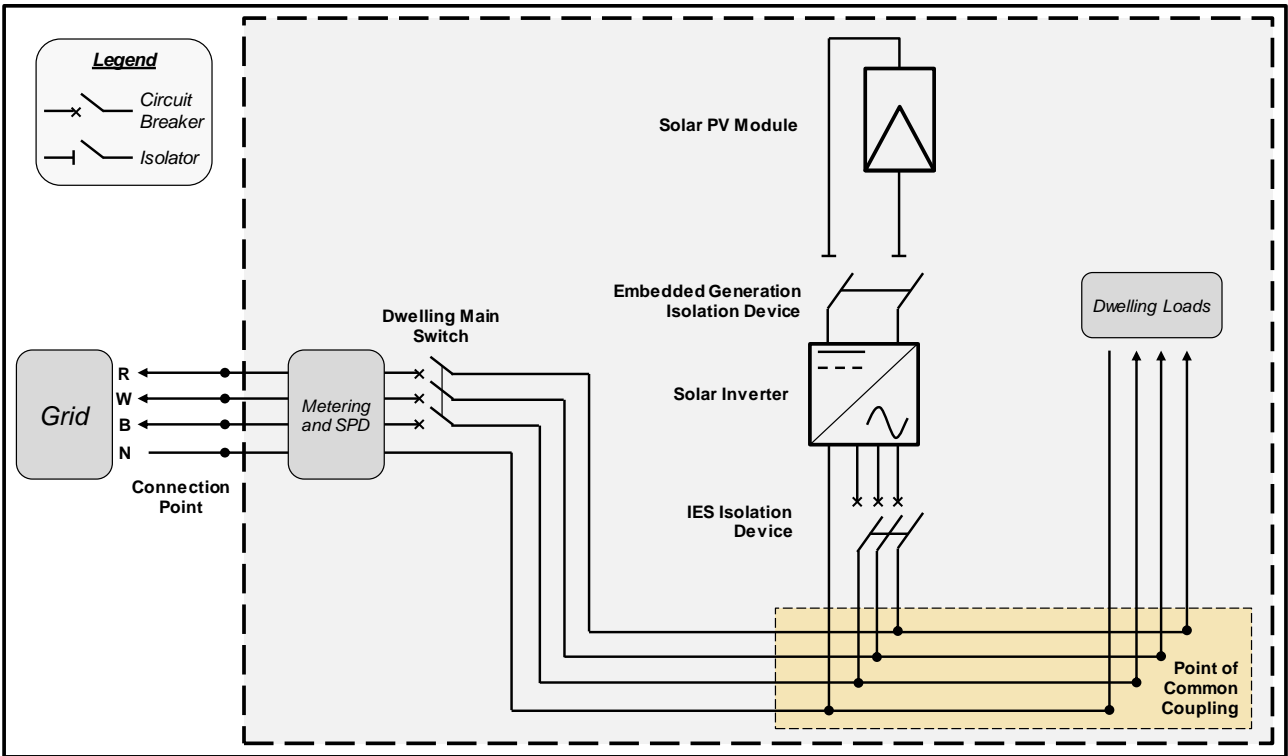 Legend
Circuit
Breaker
Isolator
Solar PV Module
Embedded Generation
Isolation Device
Dwelling Loads
Dwelling Main
Switch
Solar Inverter
Grid
R
W
B
N
Metering
and SPD
Connection
Point
IES Isolation
Device
Point of
Common
Coupling